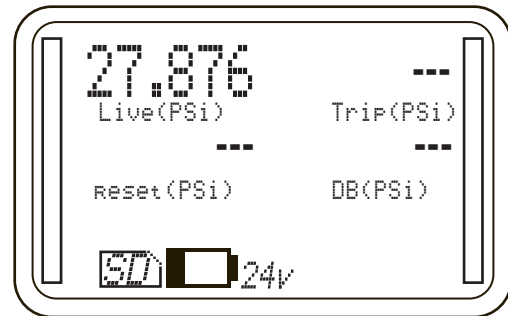 27.876 ---
Live(PSi) Trip(PSi)
--- ---
Reset(PSi) DB(PSi)
SD 24v